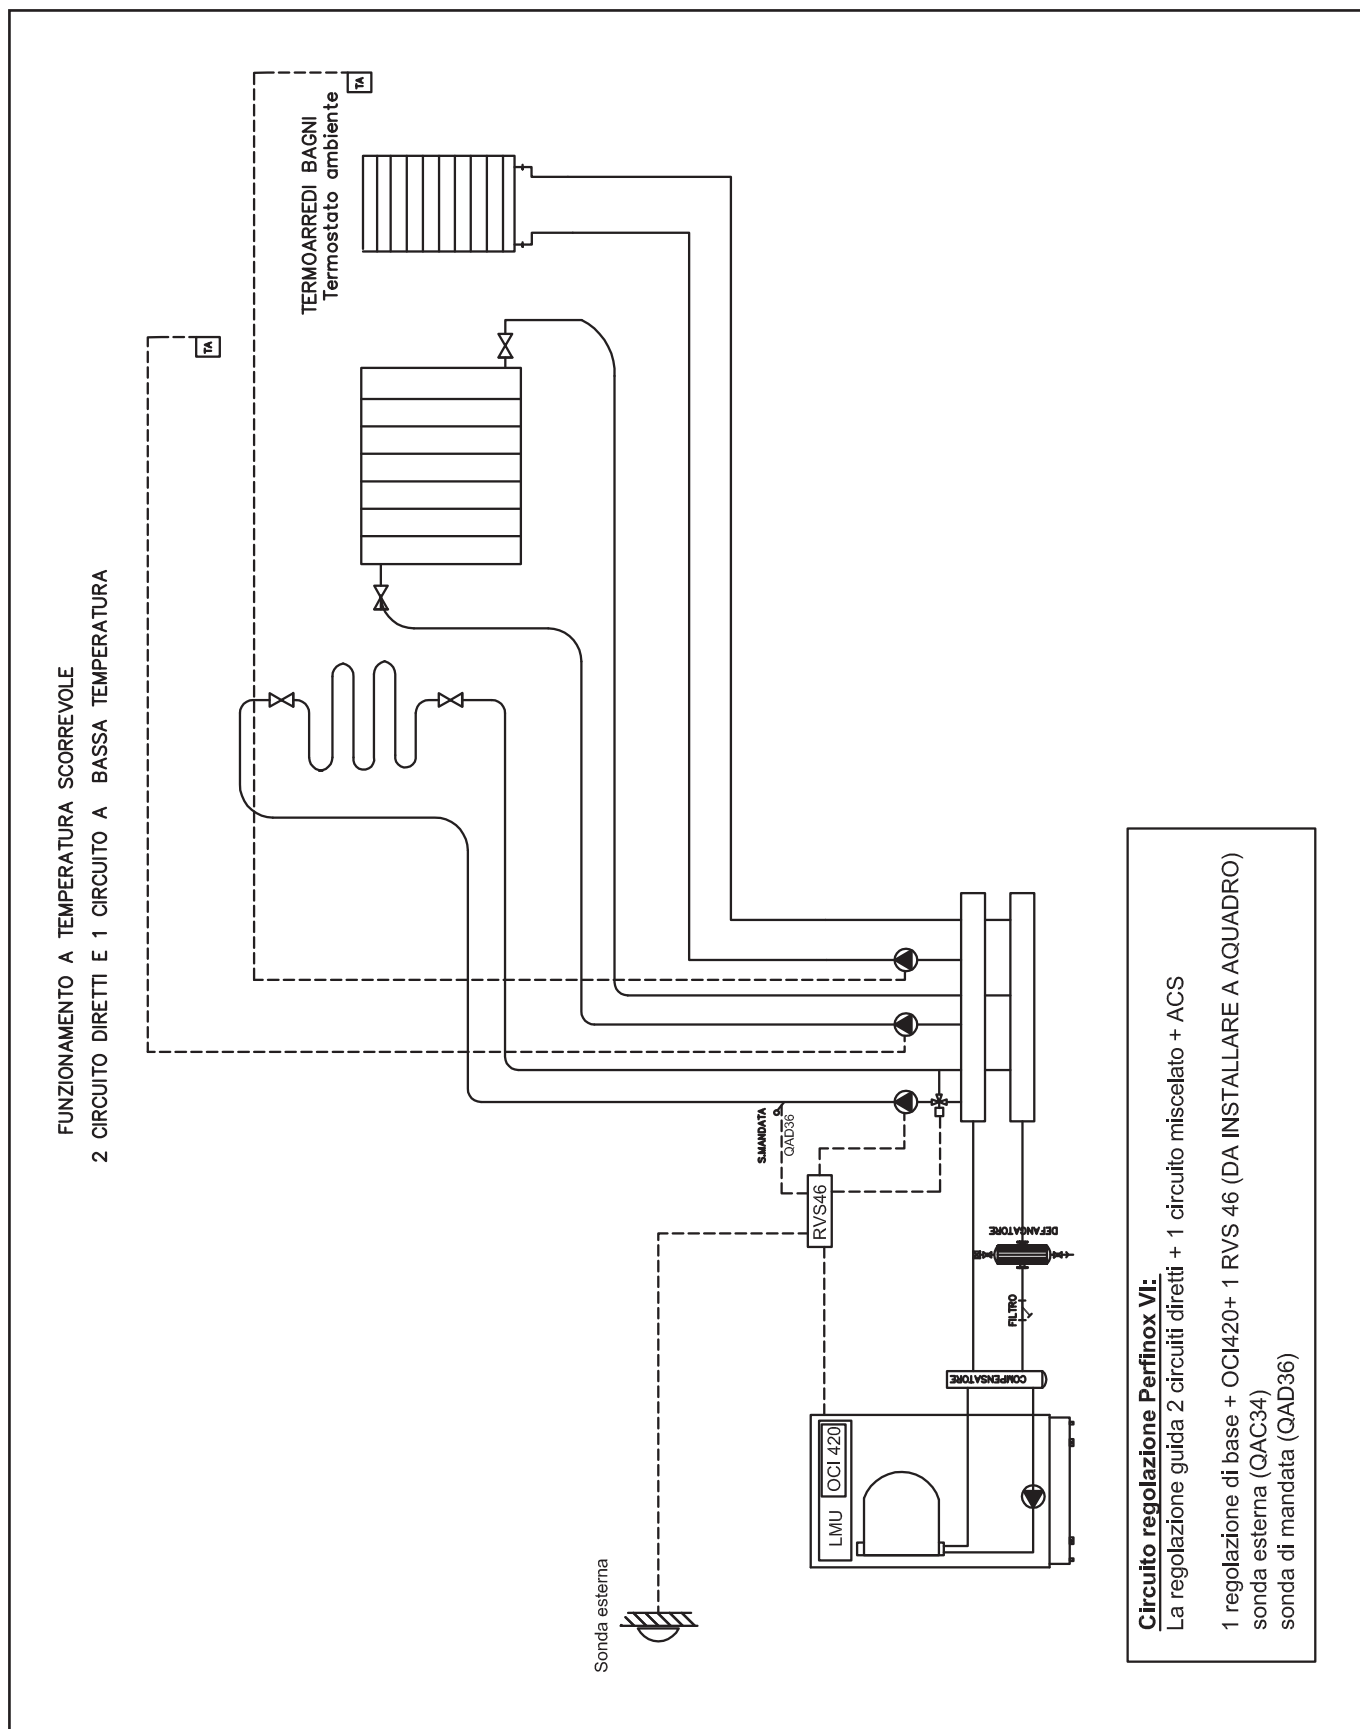 FUNZIONAMENTO A TEMPERATURA SCORREVOLE
2 CIRCUITO DIRETTI E 1 CIRCUITO A BASSA TEMPERATURA
TA
TA
TERMOARREDI BAGNI
Termostato ambiente
S.MANDATA
QAD36
RVS46
Sonda esterna
LMU
OCI 420
COMPENSATORE
FILTRO
DEFANGATORE
Circuito regolazione Perfinox VI:
La regolazione guida 2 circuiti diretti + 1 circuito miscelato + ACS
1 regolazione di base + OCI420+ 1 RVS 46 (DA INSTALLARE A AQUADRO)
sonda esterna (QAC34)
sonda di mandata (QAD36)